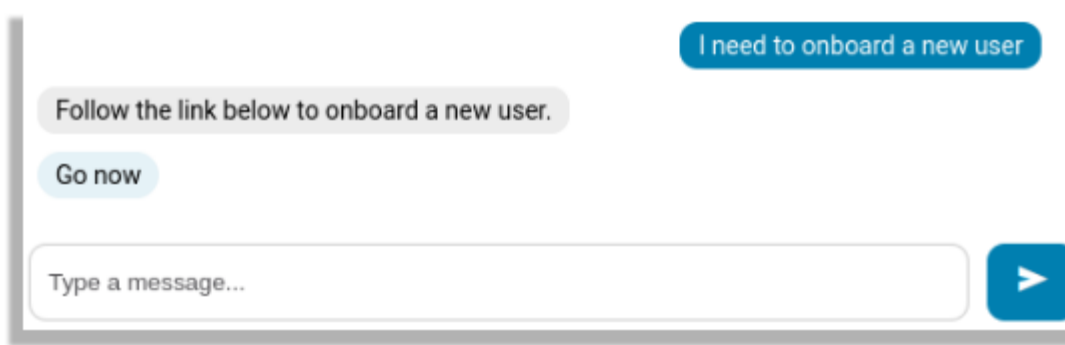 I need to onboard a new user
Follow the link below to onboard a new user.
Go now
Type a message...